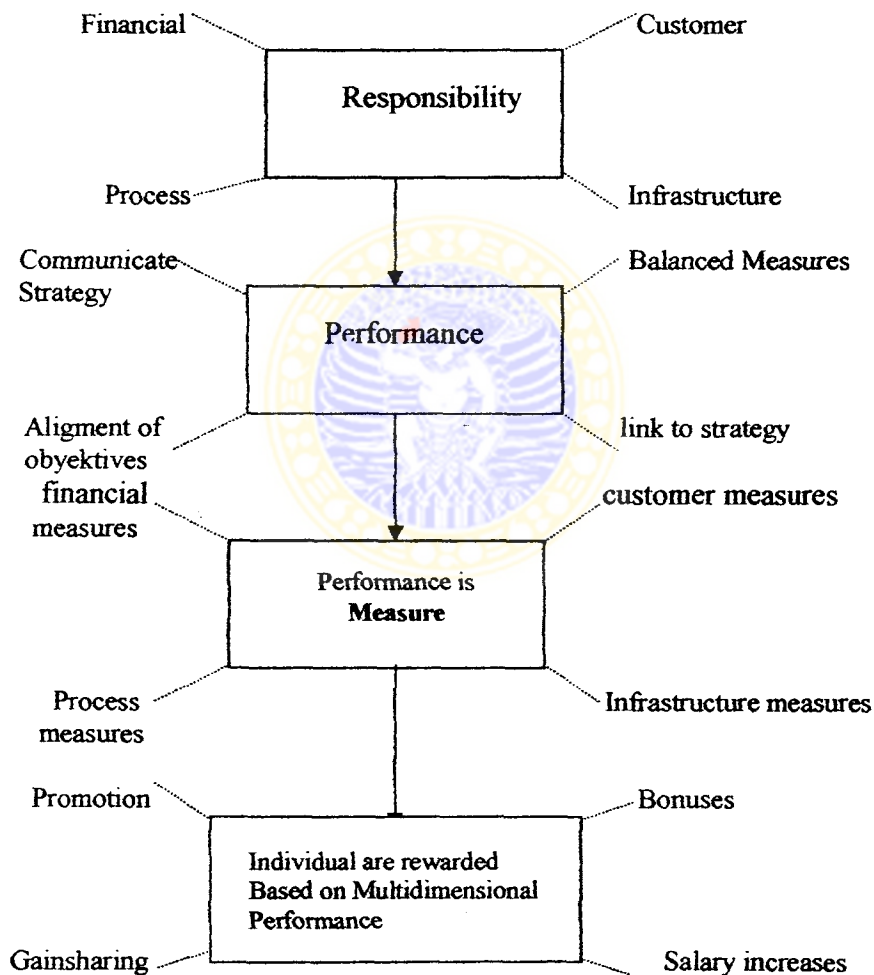 Financial
Customer
Responsibility
Process
Infrastructure
Communicate
Strategy
Balanced Measures
Performance
Aligment of
obyektives
link to strategy
financial
measures
customer measures
Performance is
Measure
Process
measures
Infrastructure measures
Promotion
Bonuses
Individual are rewarded
Based on Multidimensional
Performance
Gainsharing
Salary increases